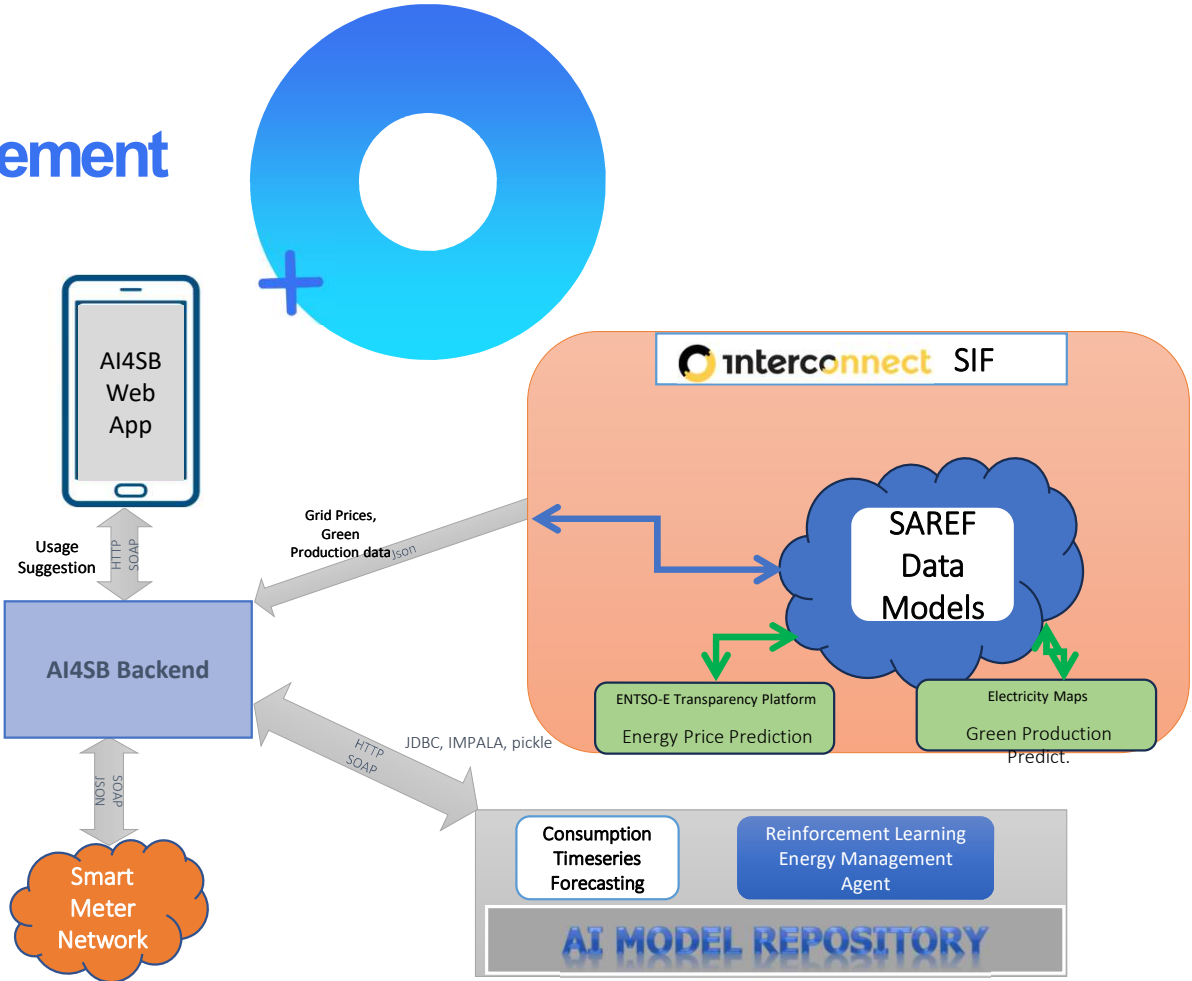 ement
AI4SB
Web
App
interconnect SIF
SAREF
Data
Models
Grid Prices,
Green
Production data
Json
Usage
Suggestion
HTTP
SOAP
AI4SB Backend
ENTSO-E Transparency Platform
Energy Price Prediction
Electricity Maps
Green Production
Predict.
JDBC, IMPALA, pickle
HTTP
SOAP
SOAP
JSON
Smart
Meter
Network
Consumption
Timeseries
Forecasting
Reinforcement Learning
Energy Management
Agent
AI MODEL REPOSITORY